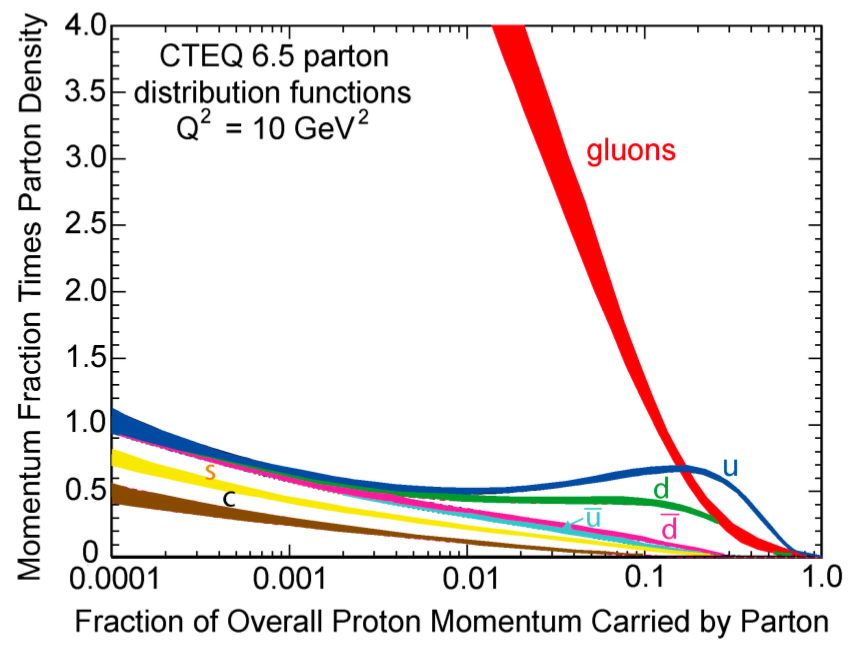 Momentum Fraction Times Parton Density
4.0
3.5
3.0
2.5
2.0
1.5
1.0
0.5
0
CTEQ 6.5 parton
distribution functions
Q² = 10 GeV²
gluons
u
d
s
c
u̅
d̅
0.0001
0.001
0.01
0.1
1.0
Fraction of Overall Proton Momentum Carried by Parton